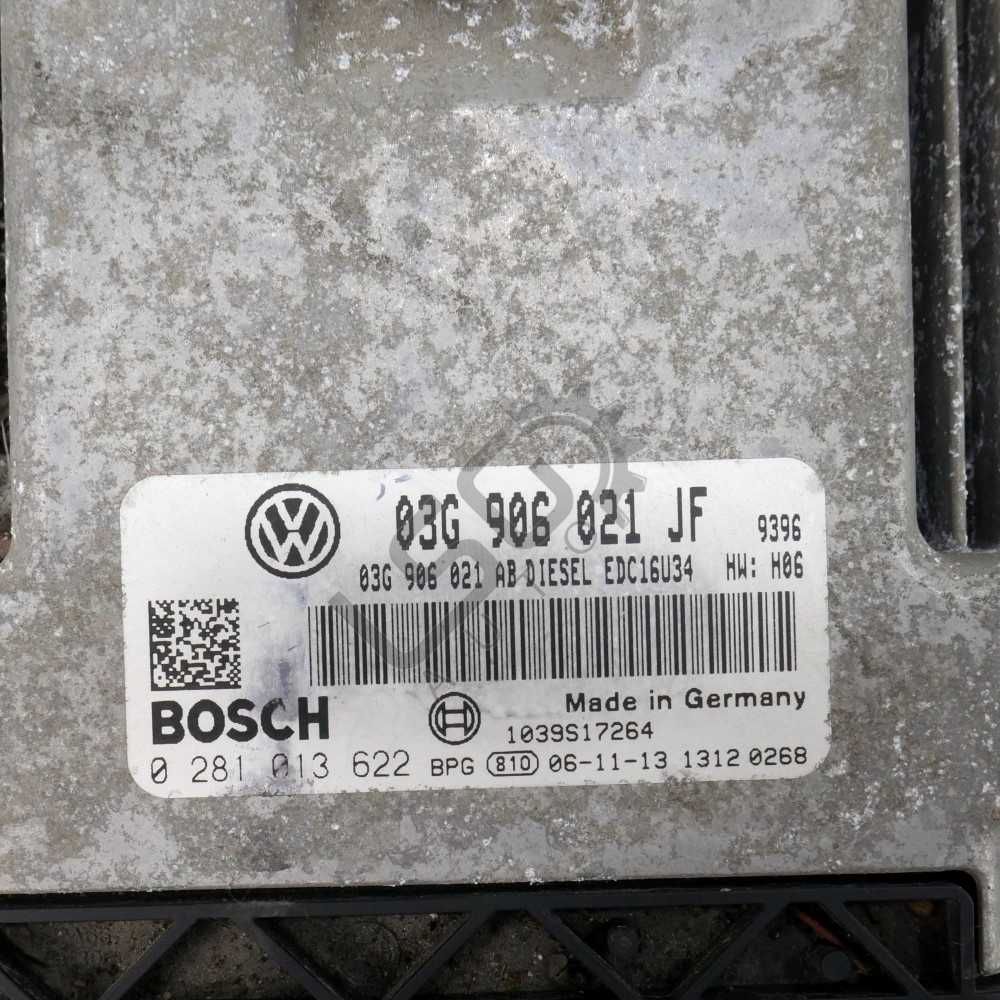 03G 906 021 JF 9396
03G 906 021 AB DIESEL EDC16U34 HW: H06
BOSCH
Made in Germany
1039S17264
0 281 013 622 BPG 810 06-11-13 1312 0268